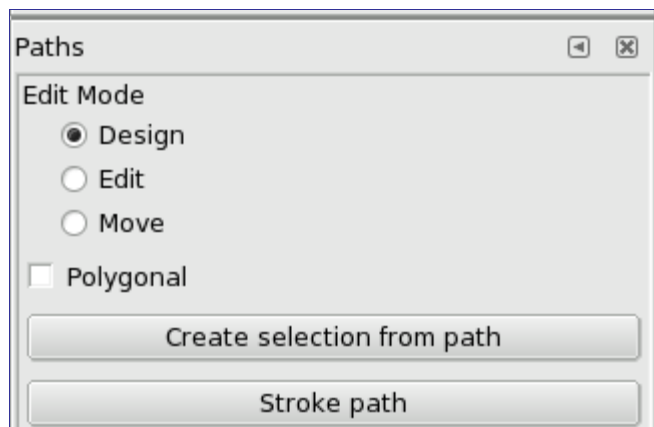 Paths
Edit Mode
Design
Edit
Move
Polygonal
Create selection from path
Stroke path